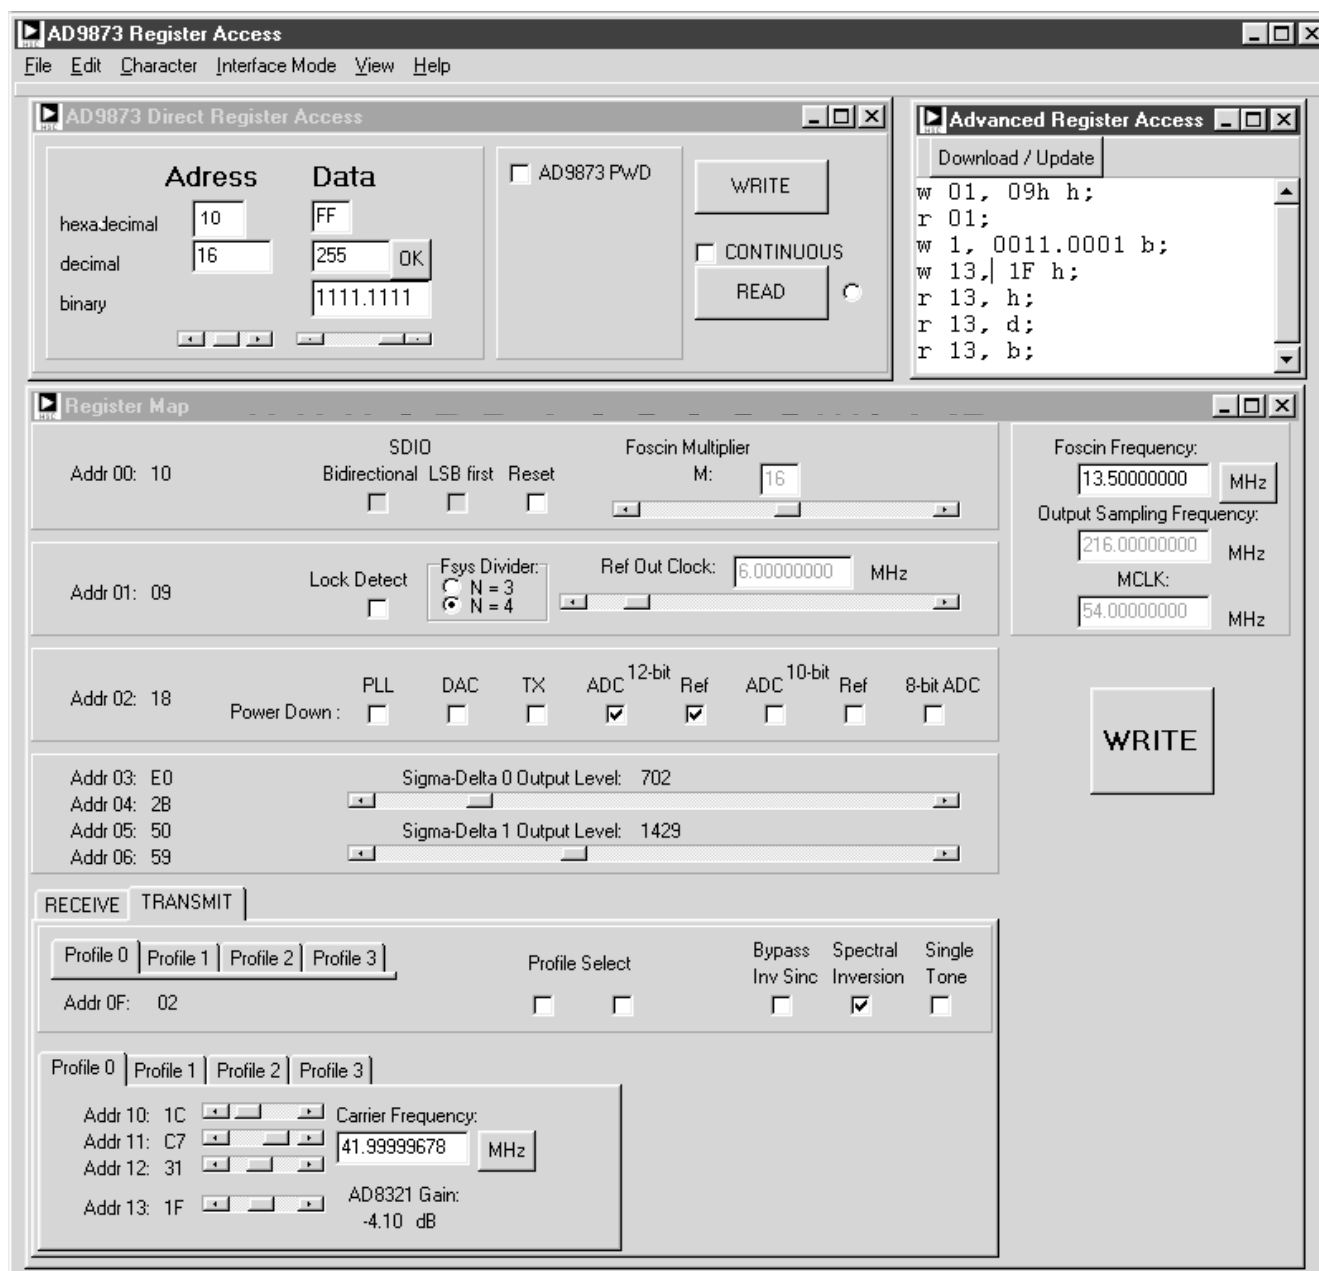 AD9873 Register Access
File Edit Character Interface Mode View Help
AD9873 Direct Register Access
Adress Data
hexadecimal 10 FF
decimal 16 255 OK
binary 1111.1111
AD9873 PWD
WRITE
CONTINUOUS
READ
Advanced Register Access
Download / Update
w 01, 09h h;
r 01;
w 1, 0011.0001 b;
w 13, 1F h;
r 13, h;
r 13, d;
r 13, b;
Register Map
Addr 00: 10
SDIO
Bidirectional LSB first Reset
Foscin Multiplier
M: 16
Foscin Frequency:
13.50000000 MHz
Output Sampling Frequency:
216.00000000 MHz
MCLK:
54.00000000 MHz
Addr 01: 09
Lock Detect
Fsys Divider:
N = 3
N = 4
Ref Out Clock: 6.00000000 MHz
Addr 02: 18
Power Down :
PLL DAC TX ADC 12-bit Ref ADC 10-bit Ref 8-bit ADC
WRITE
Addr 03: E0
Addr 04: 2B
Addr 05: 50
Addr 06: 59
Sigma-Delta 0 Output Level: 702
Sigma-Delta 1 Output Level: 1429
RECEIVE TRANSMIT
Profile 0 Profile 1 Profile 2 Profile 3
Addr 0F: 02
Profile Select
Bypass Inv Sinc
Spectral Inversion
Single Tone
Profile 0 Profile 1 Profile 2 Profile 3
Addr 10: 1C
Addr 11: C7
Addr 12: 31
Addr 13: 1F
Carrier Frequency:
41.99999678 MHz
AD8321 Gain:
-4.10 dB